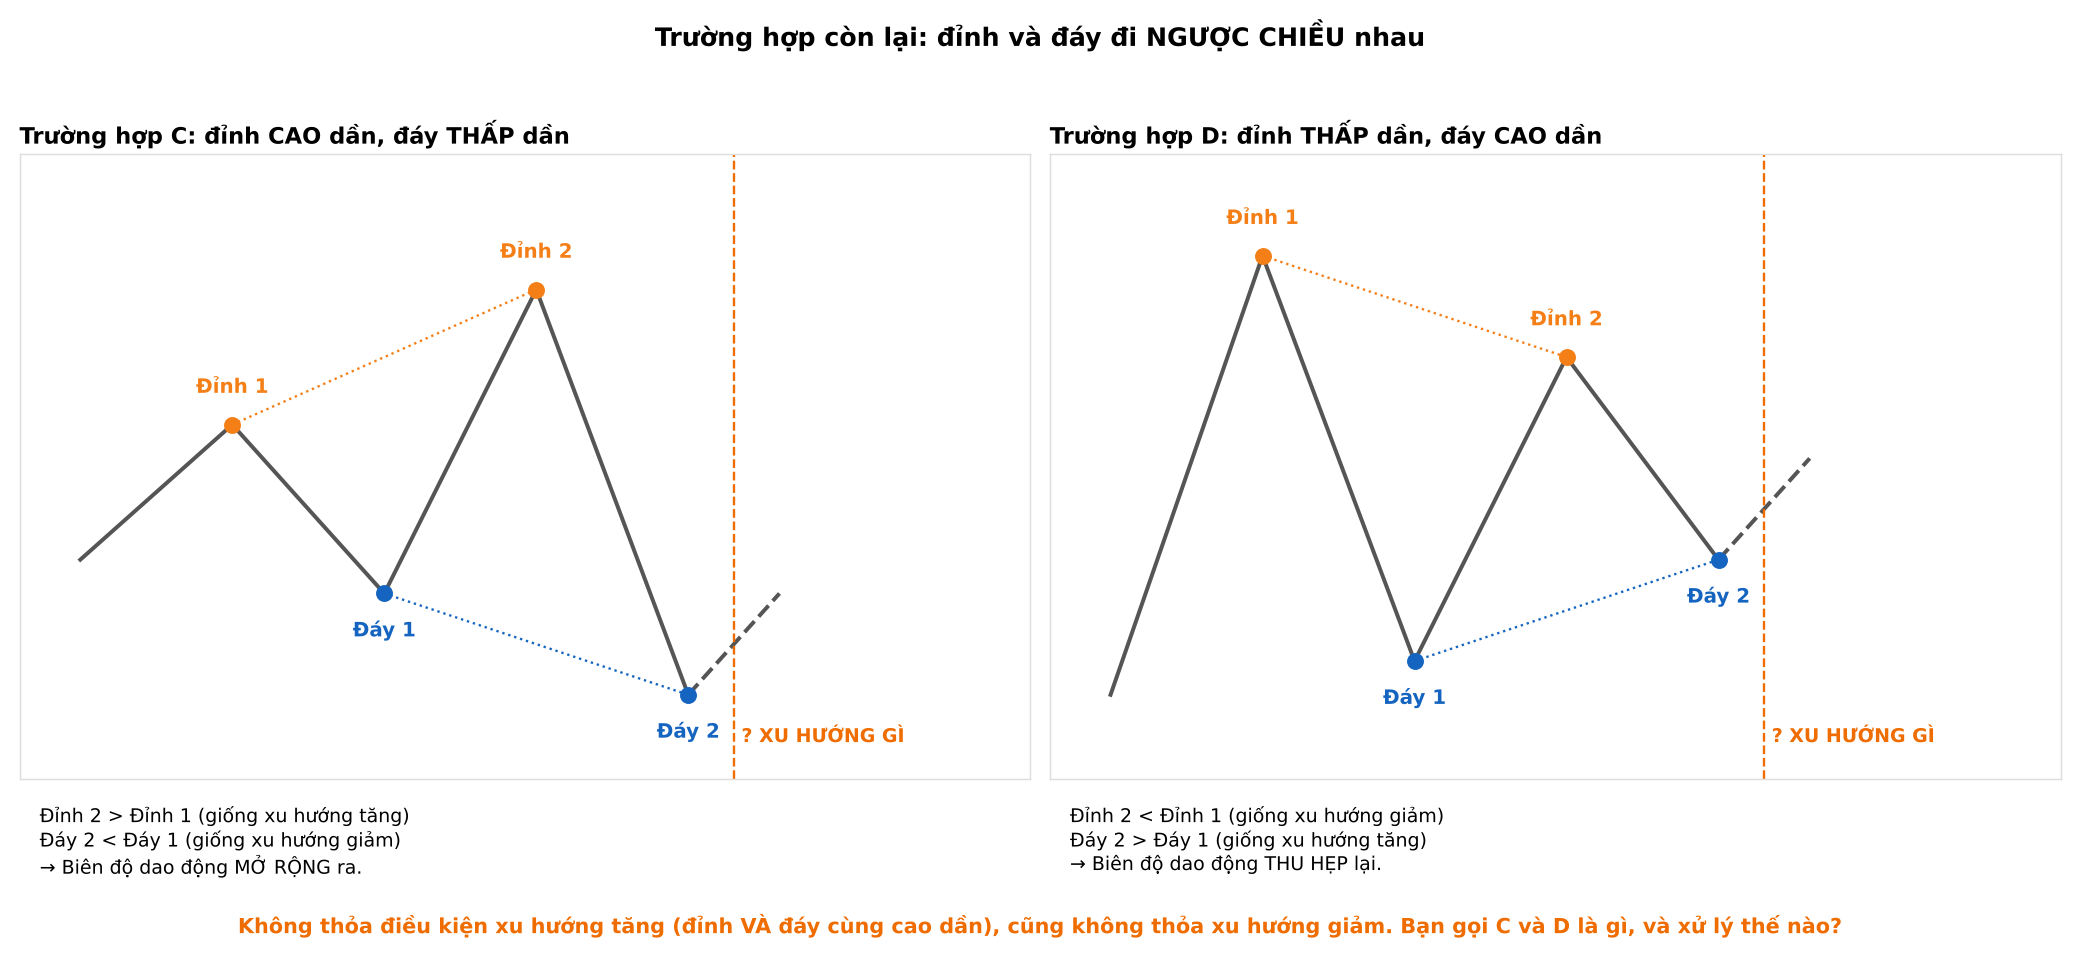 Trường hợp còn lại: đỉnh và đáy đi NGƯỢC CHIỀU nhau
Trường hợp C: đỉnh CAO dần, đáy THẤP dần
Đỉnh 1
Đỉnh 2
Đáy 1
Đáy 2
? XU HƯỚNG GÌ
Đỉnh 2 > Đỉnh 1 (giống xu hướng tăng)
Đáy 2 < Đáy 1 (giống xu hướng giảm)
→ Biên độ dao động MỞ RỘNG ra.
Trường hợp D: đỉnh THẤP dần, đáy CAO dần
Đỉnh 1
Đỉnh 2
Đáy 1
Đáy 2
? XU HƯỚNG GÌ
Đỉnh 2 < Đỉnh 1 (giống xu hướng giảm)
Đáy 2 > Đáy 1 (giống xu hướng tăng)
→ Biên độ dao động THU HẸP lại.
Không thỏa điều kiện xu hướng tăng (đỉnh VÀ đáy cùng cao dần), cũng không thỏa xu hướng giảm. Bạn gọi C và D là gì, và xử lý thế nào?